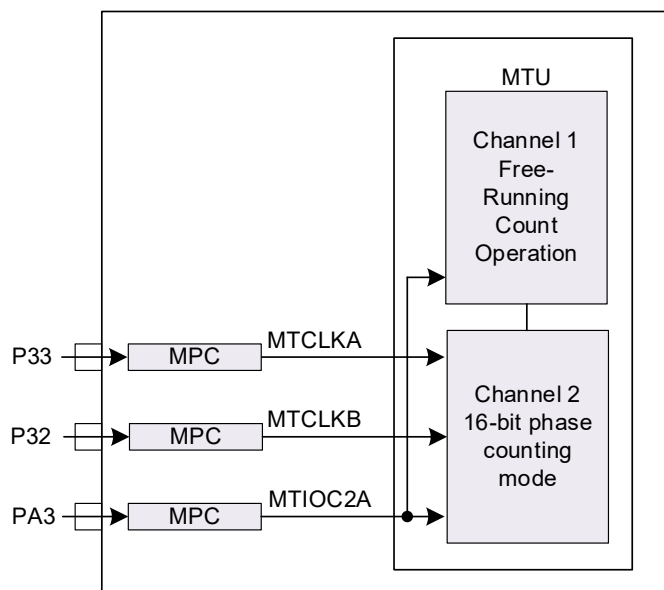 MTU
Channel 1
Free-
Running
Count
Operation
P33
MPC
MTCLKA
P32
MPC
MTCLKB
PA3
MPC
MTIOC2A
Channel 2
16-bit phase
counting
mode